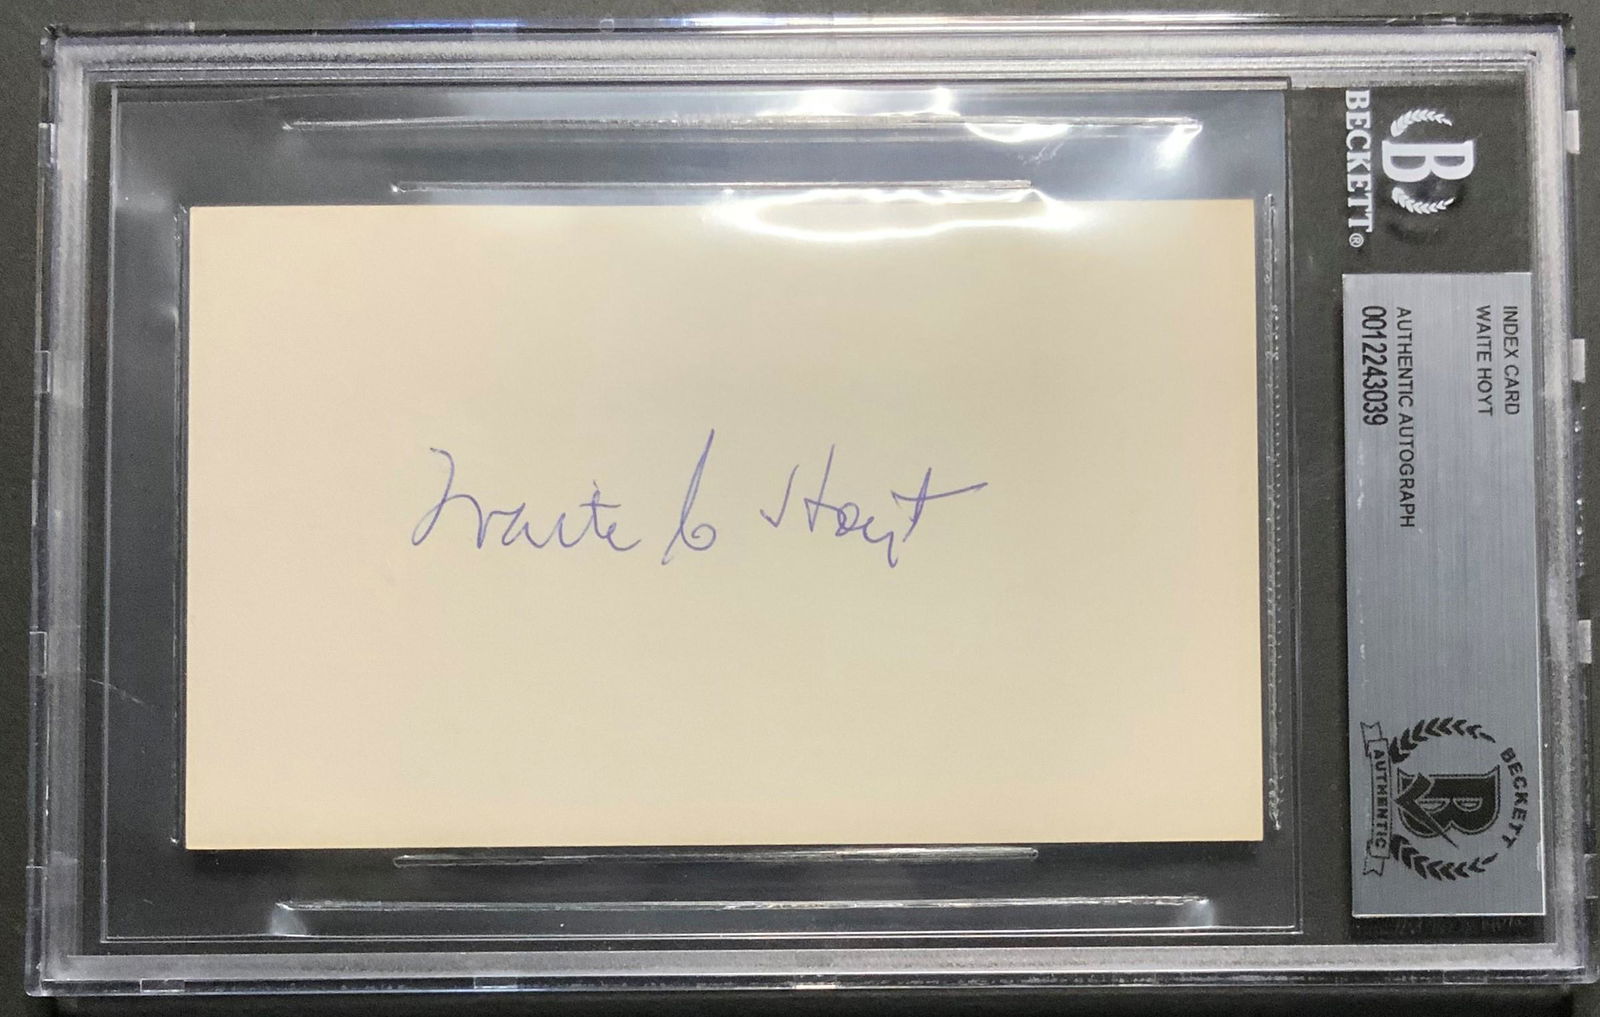 Waite C Hoyt
B
BECKETT®
INDEX CARD
WAITE HOYT
AUTHENTIC AUTOGRAPH
0012243039
BECKETT
B
AUTHENTIC